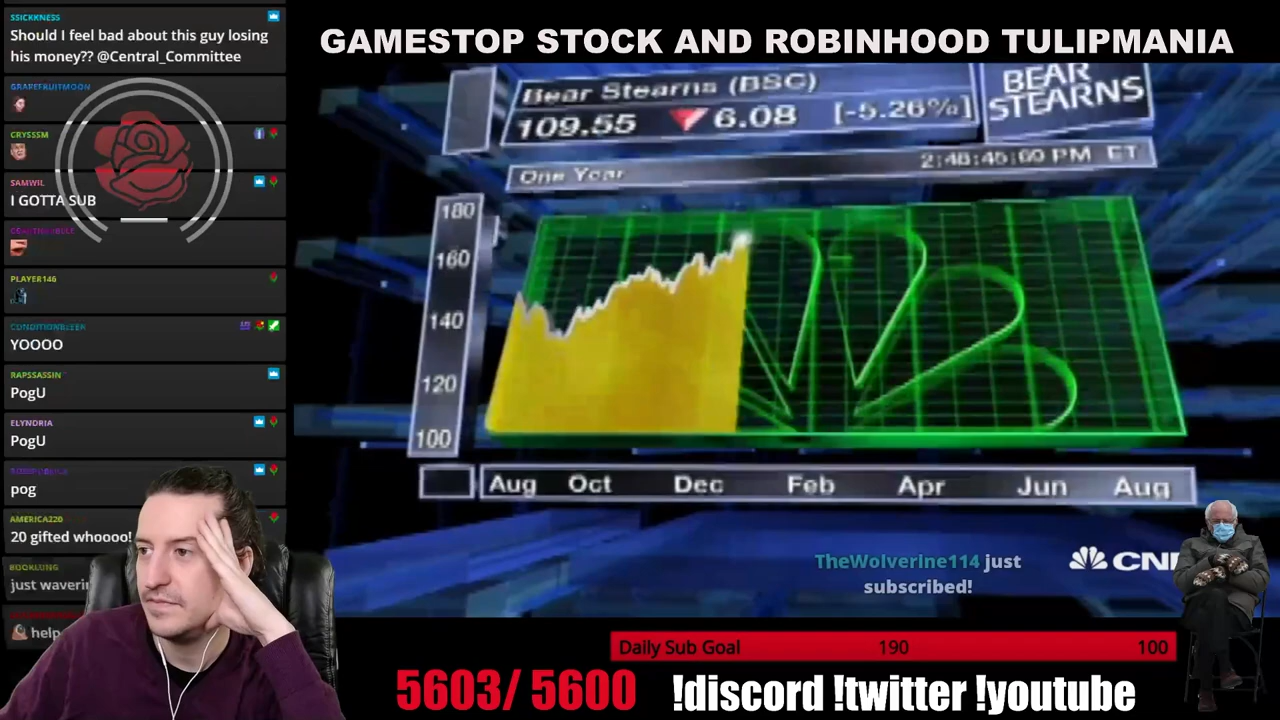 SSICKKNESS
Should I feel bad about this guy losing
his money?? @Central_Committee
GRAPEFRUITMOON
CRYSSSM
SAMWIL
I GOTTA SUB
PLAYER146
YOOOO
RAPSSASSIN
PogU
ELYNDRIA
PogU
pog
AMERICA220
20 gifted whoooo!
just waverin
help
GAMESTOP STOCK AND ROBINHOOD TULIPMANIA
Bear Stearns (BSC)
109.55 6.08 [-5.26%]
BEAR
STEARNS
2:48:45:60 PM ET
One Year
180
160
140
120
100
Aug Oct Dec Feb Apr Jun Aug
TheWolverine114 just
subscribed!
CN
Daily Sub Goal 190 100
5603/ 5600 !discord !twitter !youtube